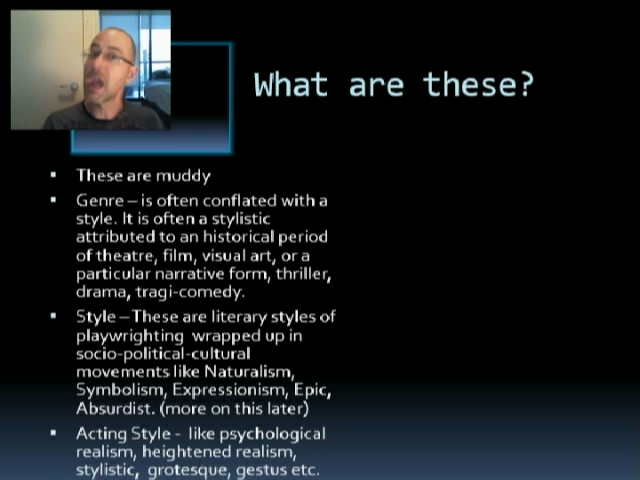 What are these?
▪ These are muddy
▪ Genre – is often conflated with a
style. It is often a stylistic
attributed to an historical period
of theatre, film, visual art, or a
particular narrative form, thriller,
drama, tragi-comedy.
▪ Style – These are literary styles of
playwrighting wrapped up in
socio-political-cultural
movements like Naturalism,
Symbolism, Expressionism, Epic,
Absurdist. (more on this later)
▪ Acting Style - like psychological
realism, heightened realism,
stylistic, grotesque, gestus etc.